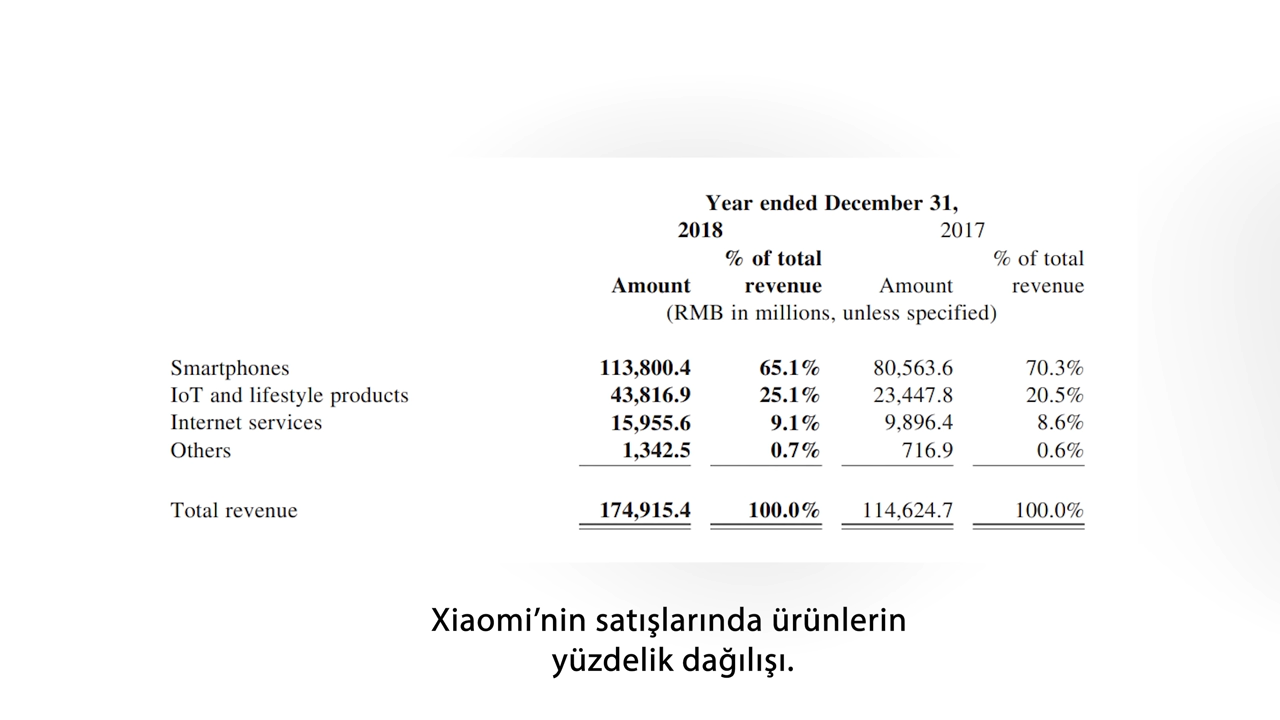 Year ended December 31,
2018 2017
% of total % of total
Amount revenue Amount revenue
(RMB in millions, unless specified)
Smartphones 113,800.4 65.1% 80,563.6 70.3%
IoT and lifestyle products 43,816.9 25.1% 23,447.8 20.5%
Internet services 15,955.6 9.1% 9,896.4 8.6%
Others 1,342.5 0.7% 716.9 0.6%
Total revenue 174,915.4 100.0% 114,624.7 100.0%
Xiaomi’nin satışlarında ürünlerin
yüzdelik dağılışı.